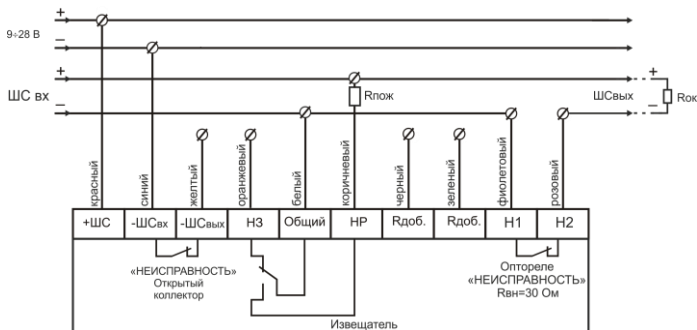 +
9÷28 В
−
+
ШС вх
−
Rпож
ШСвых
+
−
Rок
красный
синий
желтый
оранжевый
белый
коричневый
черный
зеленый
фиолетовый
розовый
+ШС
-ШСвх
-ШСвых
НЗ
Общий
НР
Rдоб.
Rдоб.
Н1
Н2
«НЕИСПРАВНОСТЬ»
Открытый
коллектор
Оптореле
«НЕИСПРАВНОСТЬ»
Rвн=30 Ом
Извещатель